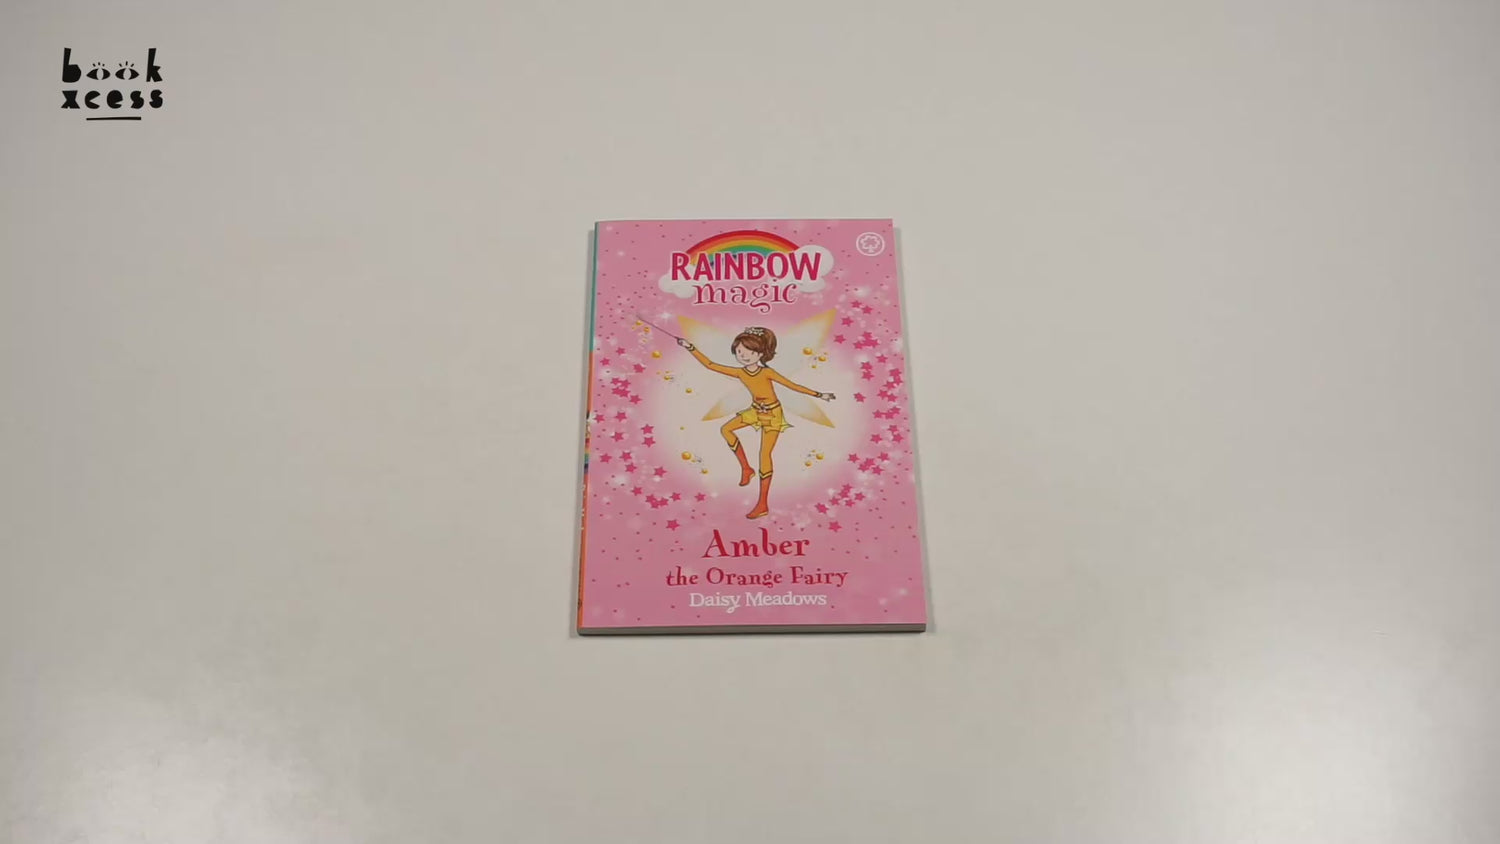 book
xcess
RAINBOW
magic
Amber
the Orange Fairy
Daisy Meadows